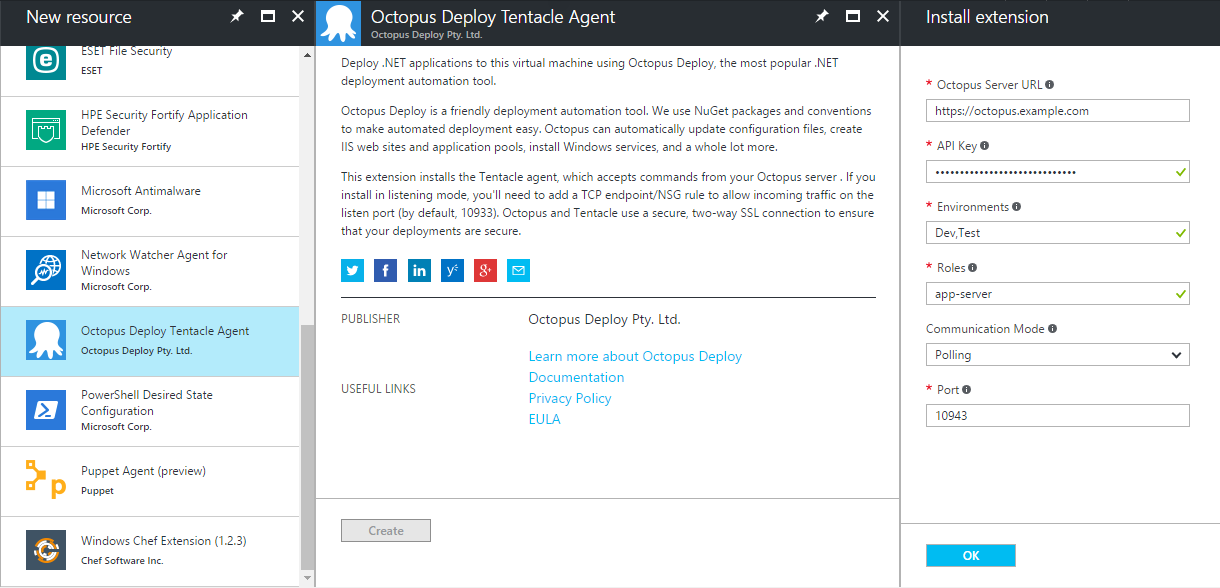 New resource
ESET File Security
ESET
HPE Security Fortify Application
Defender
HPE Security Fortify
Microsoft Antimalware
Microsoft Corp.
Network Watcher Agent for
Windows
Microsoft Corp.
Octopus Deploy Tentacle Agent
Octopus Deploy Pty. Ltd.
PowerShell Desired State
Configuration
Microsoft Corp.
Puppet Agent (preview)
Puppet
Windows Chef Extension (1.2.3)
Chef Software Inc.
Octopus Deploy Tentacle Agent
Octopus Deploy Pty. Ltd.
Deploy .NET applications to this virtual machine using Octopus Deploy, the most popular .NET
deployment automation tool.
Octopus Deploy is a friendly deployment automation tool. We use NuGet packages and conventions
to make automated deployment easy. Octopus can automatically update configuration files, create
IIS web sites and application pools, install Windows services, and a whole lot more.
This extension installs the Tentacle agent, which accepts commands from your Octopus server . If you
install in listening mode, you'll need to add a TCP endpoint/NSG rule to allow incoming traffic on the
listen port (by default, 10933). Octopus and Tentacle use a secure, two-way SSL connection to ensure
that your deployments are secure.
PUBLISHER
Octopus Deploy Pty. Ltd.
USEFUL LINKS
Learn more about Octopus Deploy
Documentation
Privacy Policy
EULA
Create
Install extension
* Octopus Server URL
https://octopus.example.com
* API Key
* Environments
Dev,Test
* Roles
app-server
Communication Mode
Polling
* Port
10943
OK